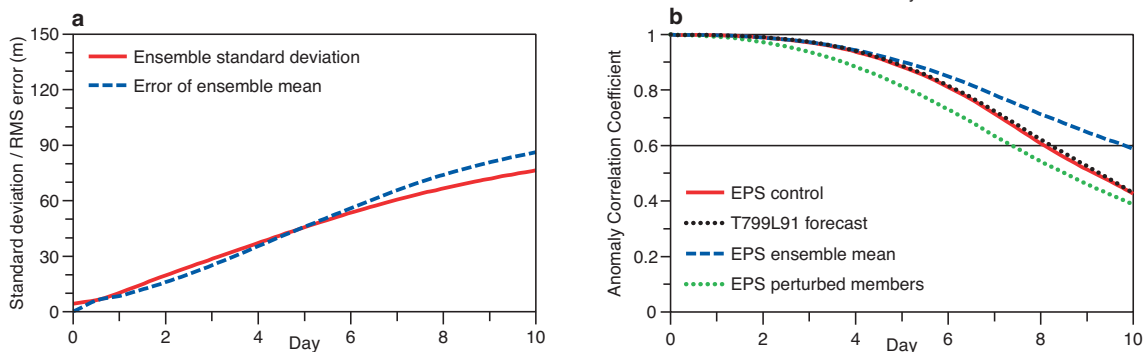 a
Standard deviation / RMS error (m)
180
150
120
90
60
30
0
Ensemble standard deviation
Error of ensemble mean
0 2 4 6 8 10
Day
b
Anomaly Correlation Coefficient
1
0.8
0.6
0.4
0.2
0
EPS control
T799L91 forecast
EPS ensemble mean
EPS perturbed members
0 2 4 6 8 10
Day